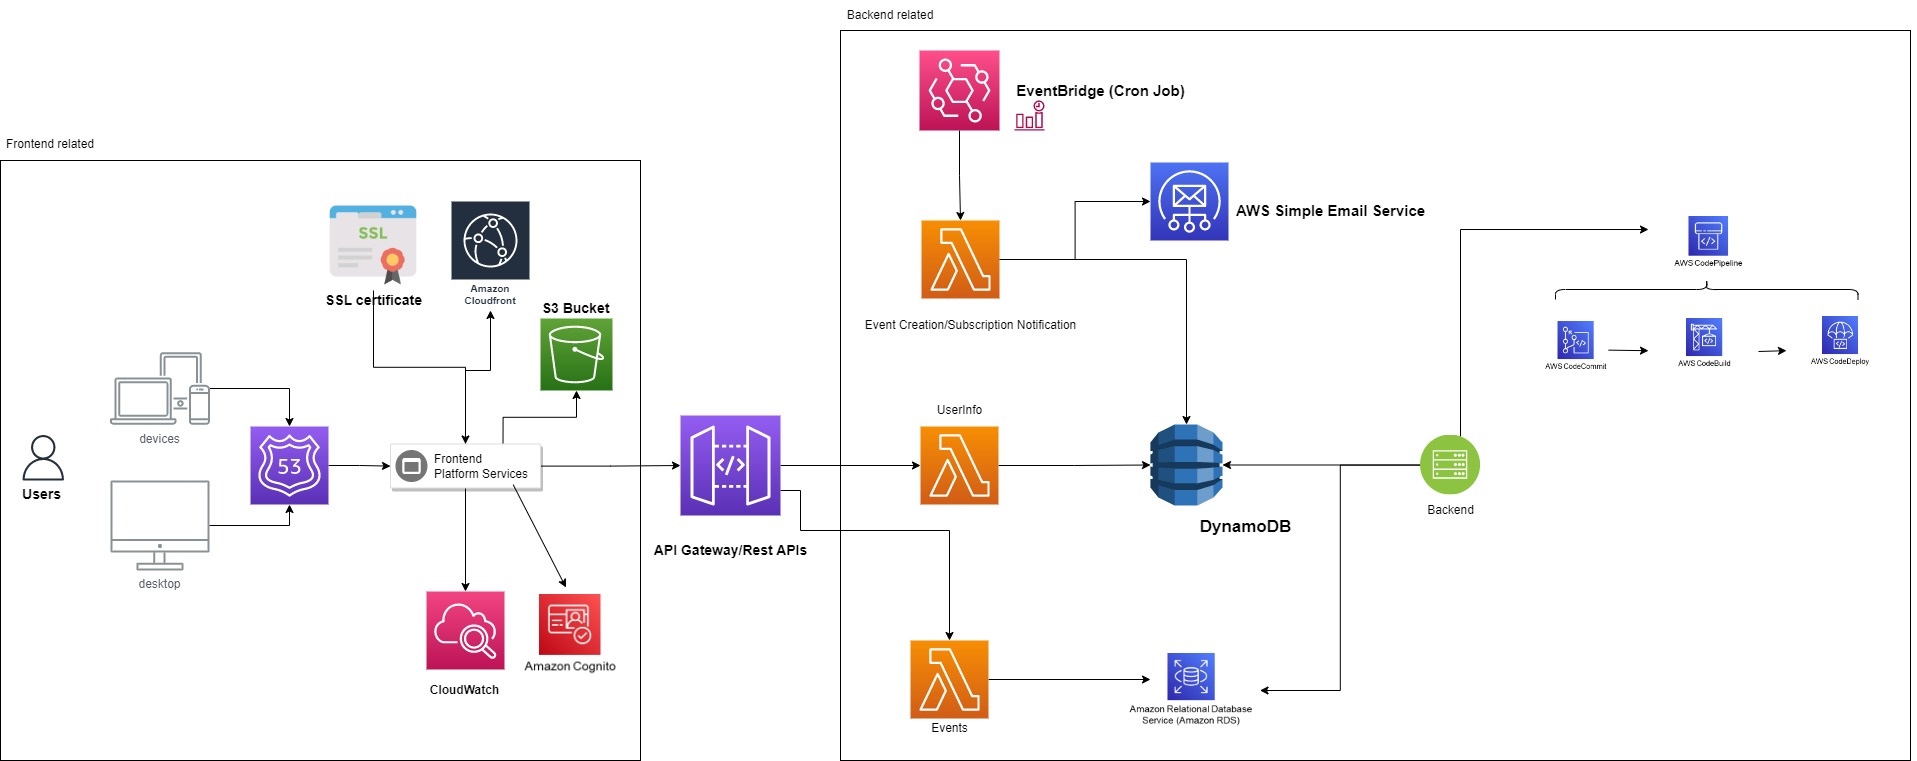 Backend related
EventBridge (Cron Job)
Frontend related
AWS Simple Email Service
SSL
SSL certificate
Amazon
Cloudfront
S3 Bucket
Event Creation/Subscription Notification
AWS CodePipeline
AWS CodeCommit
AWS CodeBuild
AWS CodeDeploy
devices
UserInfo
Users
53
Frontend
Platform Services
API Gateway/Rest APIs
DynamoDB
Backend
desktop
CloudWatch
Amazon Cognito
Events
Amazon Relational Database
Service (Amazon RDS)